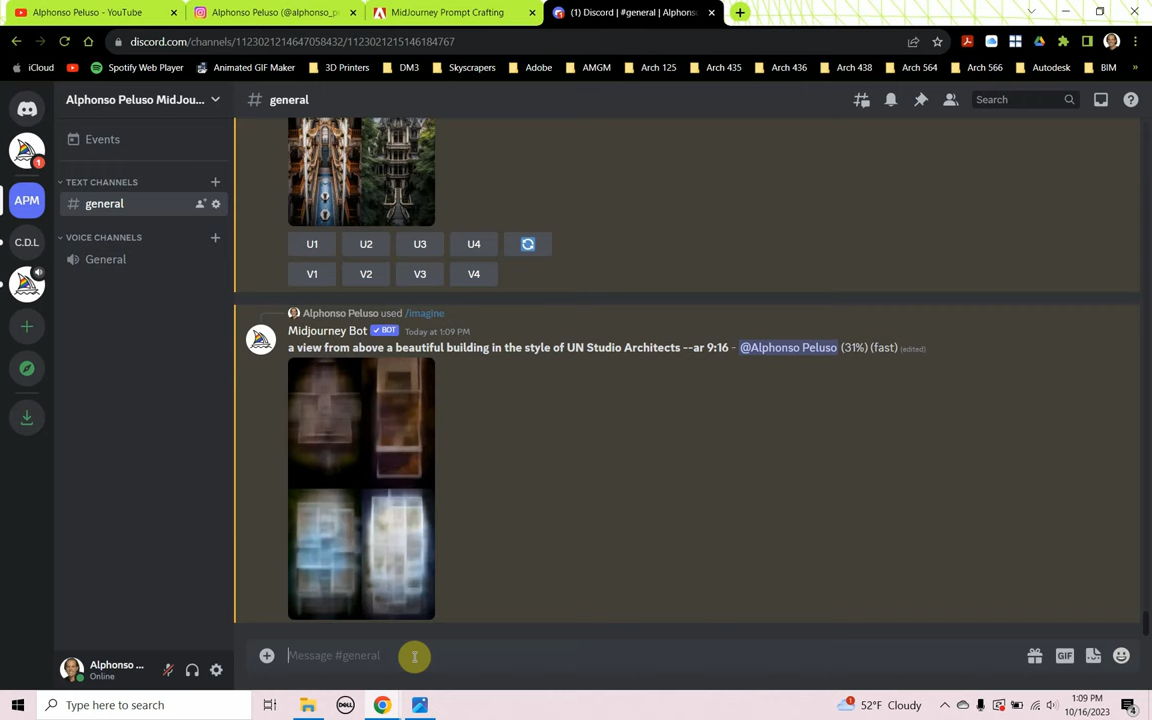 Alphonso Peluso - YouTube
Alphonso Peluso (@alphonso_p
MidJourney Prompt Crafting
(1) Discord | #general | Alphons
discord.com/channels/1123021214647058432/1123021215146184767
iCloud
Spotify Web Player
Animated GIF Maker
3D Printers
DM3
Skyscrapers
Adobe
AMGM
Arch 125
Arch 435
Arch 436
Arch 438
Arch 564
Arch 566
Autodesk
BIM
»
Alphonso Peluso MidJou...
# general
Search
Events
TEXT CHANNELS
# general
VOICE CHANNELS
General
1
APM
C.D.L
U1 U2 U3 U4
V1 V2 V3 V4
Alphonso Peluso used /imagine
Midjourney Bot ✓ BOT Today at 1:09 PM
a view from above a beautiful building in the style of UN Studio Architects --ar 9:16 - @Alphonso Peluso (31%) (fast) (edited)
Message #general
GIF
Alphonso ...
Online
Type here to search
DELL
1
52°F Cloudy
1:09 PM
10/16/2023
4